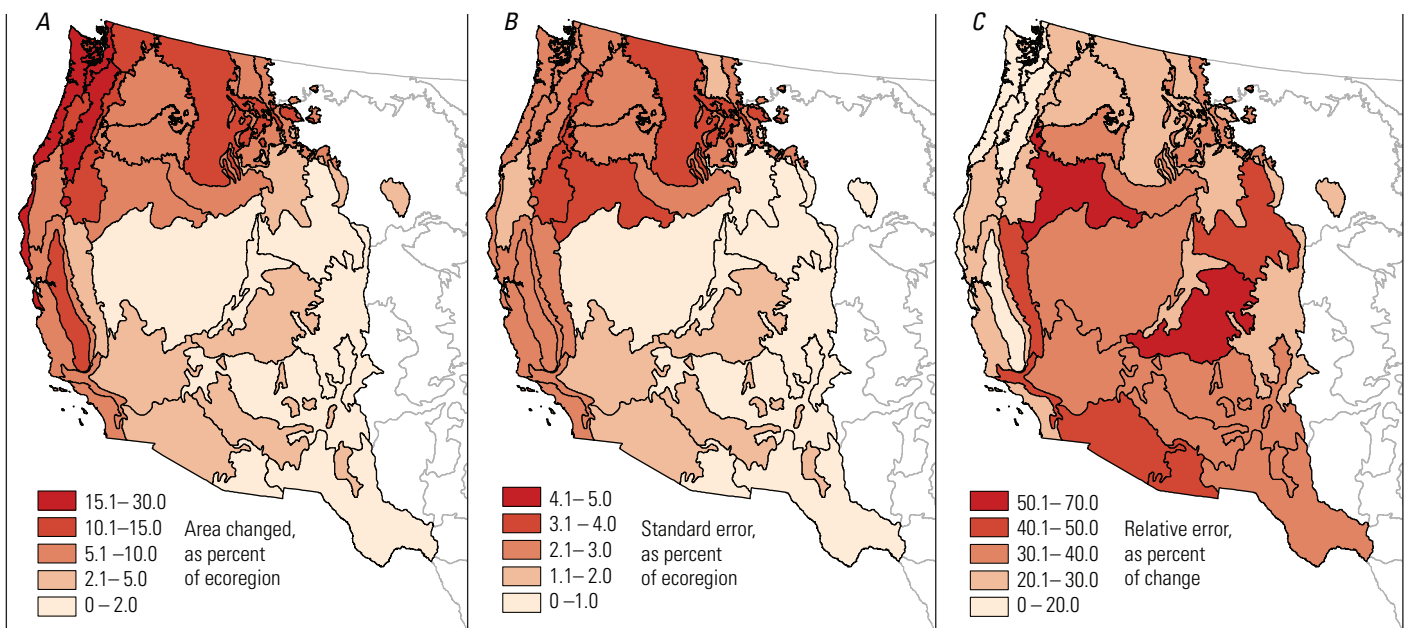 A
15.1– 30.0
10.1–15.0
5.1 –10.0
2.1– 5.0
0 – 2.0
Area changed,
as percent
of ecoregion
B
4.1– 5.0
3.1 – 4.0
2.1– 3.0
1.1– 2.0
0 –1.0
Standard error,
as percent
of ecoregion
C
50.1– 70.0
40.1– 50.0
30.1– 40.0
20.1– 30.0
0 – 20.0
Relative error,
as percent
of change